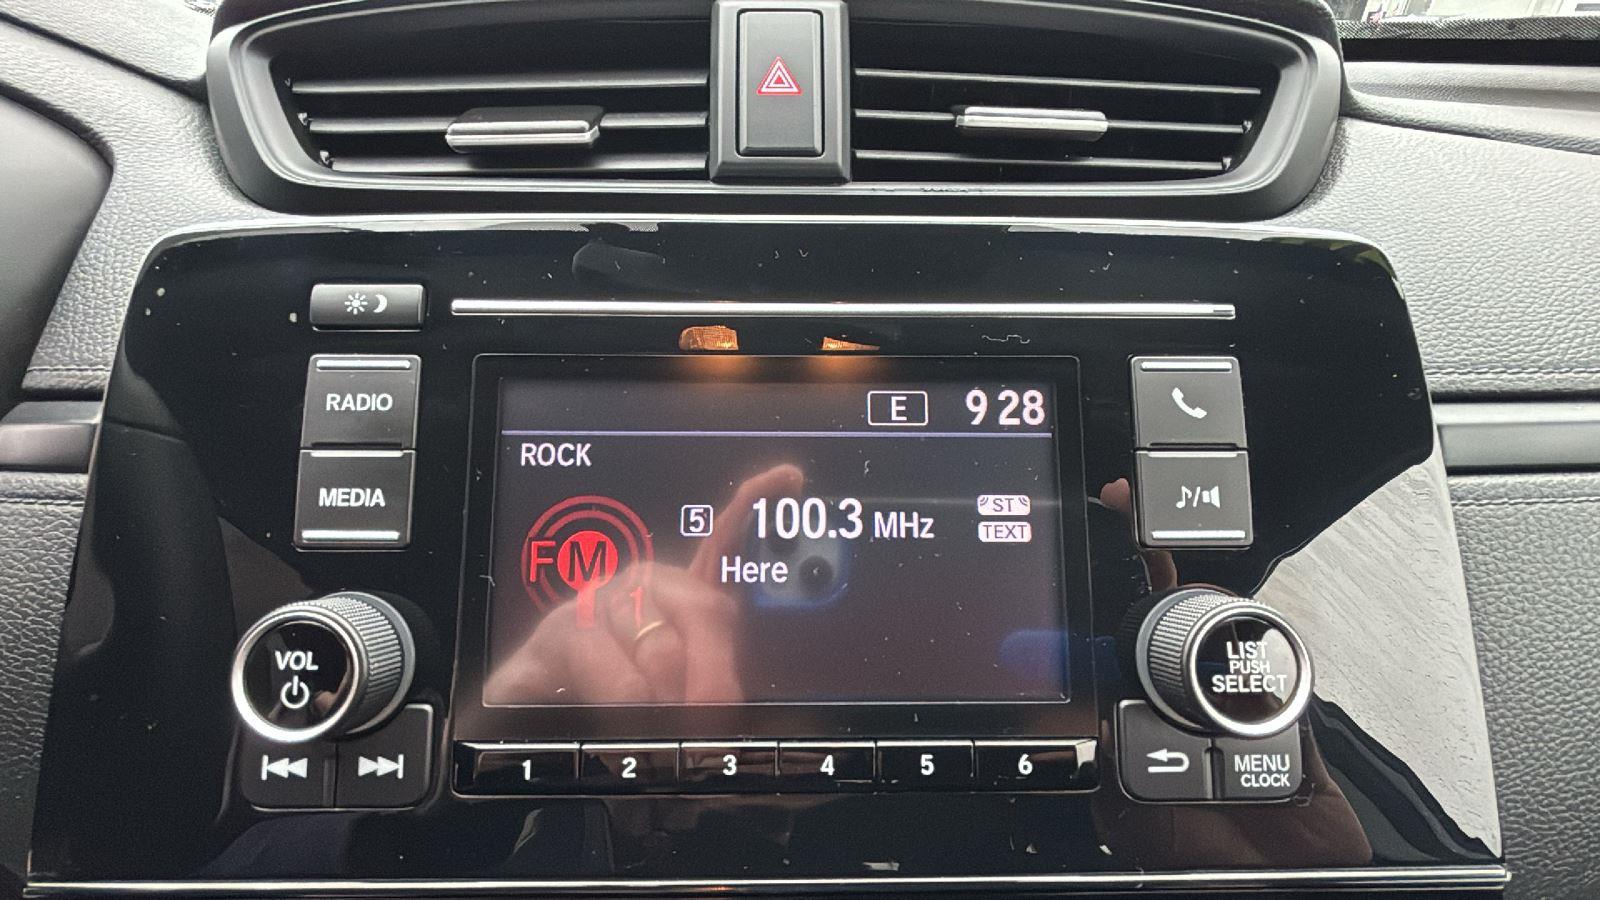 RADIO
MEDIA
E 9 28
ROCK
FM 1
5 100.3 MHz
Here
ST
TEXT
VOL
LIST
PUSH
SELECT
1 2 3 4 5 6
MENU
CLOCK